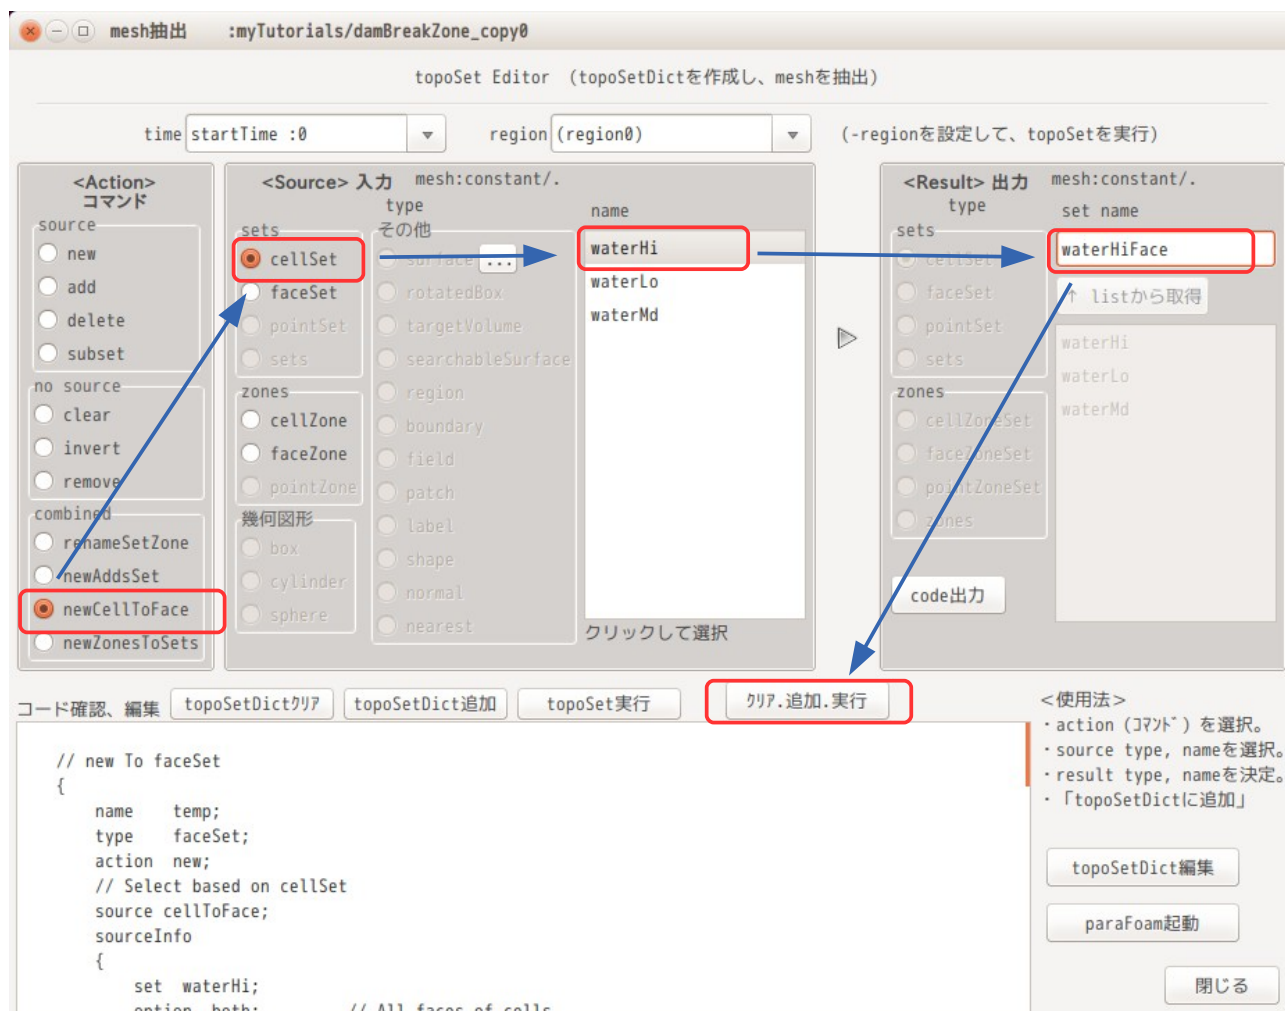 mesh抽出 :myTutorials/damBreakZone_copy0
topoSet Editor (topoSetDictを作成し、meshを抽出)
time startTime :0 region (region0) (-regionを設定して、topoSetを実行)
<Action>
コマンド
source
new
add
delete
subset
no source
clear
invert
remove
combined
renameSetZone
newAddsSet
newCellToFace
newZonesToSets
<Source> 入力 mesh:constant/.
type
name
sets
cellSet
faceSet
pointSet
sets
zones
cellZone
faceZone
pointZone
幾何図形
box
cylinder
sphere
その他
surface ...
rotatedBox
targetVolume
searchableSurface
region
boundary
field
patch
label
shape
normal
nearest
waterHi
waterLo
waterMd
クリックして選択
<Result> 出力 mesh:constant/.
type
set name
sets
cellSet
faceSet
pointSet
sets
zones
cellZoneSet
faceZoneSet
pointZoneSet
zones
code出力
waterHiFace
↑ listから取得
waterHi
waterLo
waterMd
コード確認、編集 topoSetDictｸﾘｱ topoSetDict追加 topoSet実行 ｸﾘｱ.追加.実行
// new To faceSet
{
name temp;
type faceSet;
action new;
// Select based on cellSet
source cellToFace;
sourceInfo
{
set waterHi;
option both; // All faces of cells
<使用法>
・action (ｺﾏﾝﾄﾞ) を選択。
・source type, nameを選択。
・result type, nameを決定。
・「topoSetDictに追加」
topoSetDict編集
paraFoam起動
閉じる